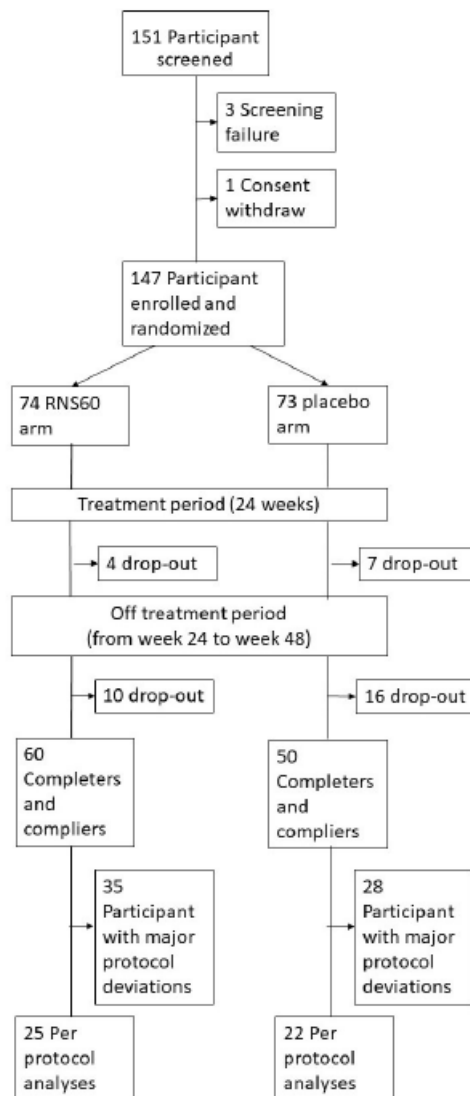 151 Participant
screened
3 Screening
failure
1 Consent
withdraw
147 Participant
enrolled and
randomized
74 RNS60
arm
73 placebo
arm
Treatment period (24 weeks)
4 drop-out
7 drop-out
Off treatment period
(from week 24 to week 48)
10 drop-out
16 drop-out
60
Completers
and
compliers
50
Completers
and
compliers
35
Participant
with major
protocol
deviations
28
Participant
with major
protocol
deviations
25 Per
protocol
analyses
22 Per
protocol
analyses